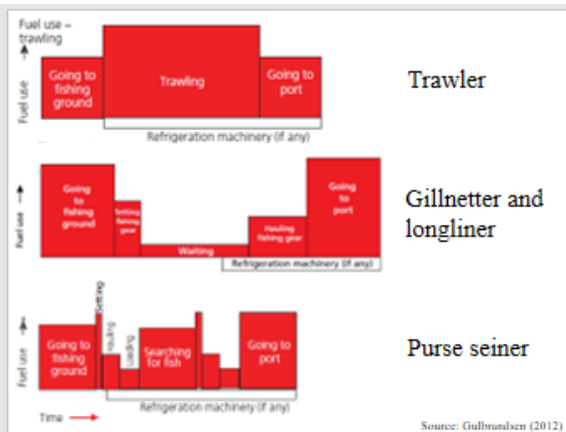 Fuel use –
trawling
Fuel use
Going to
fishing
ground
Trawling
Going to
port
Refrigeration machinery (if any)
Trawler
Fuel use
Going
to
fishing
ground
Setting
fishing
gear
Waiting
Hauling
fishing gear
Going
to
port
Refrigeration machinery (if any)
Gillnetter and
longliner
Fuel use
Going to
fishing
ground
Setting
Hauling
Loading
Searching
for fish
Going to
port
Refrigeration machinery (if any)
Time
Purse seiner
Source: Gulbrandsen (2012)